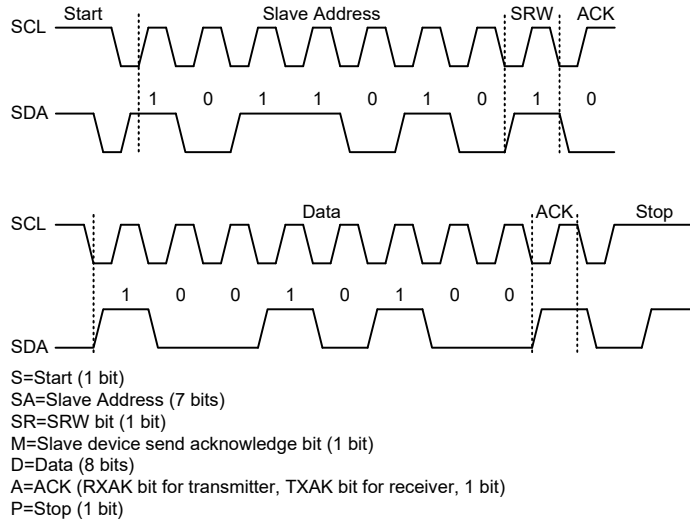 Start Slave Address SRW ACK
SCL
1 0 1 1 0 1 0 1 0
SDA
Data ACK Stop
SCL
1 0 0 1 0 1 0 0
SDA
S=Start (1 bit)
SA=Slave Address (7 bits)
SR=SRW bit (1 bit)
M=Slave device send acknowledge bit (1 bit)
D=Data (8 bits)
A=ACK (RXAK bit for transmitter, TXAK bit for receiver, 1 bit)
P=Stop (1 bit)